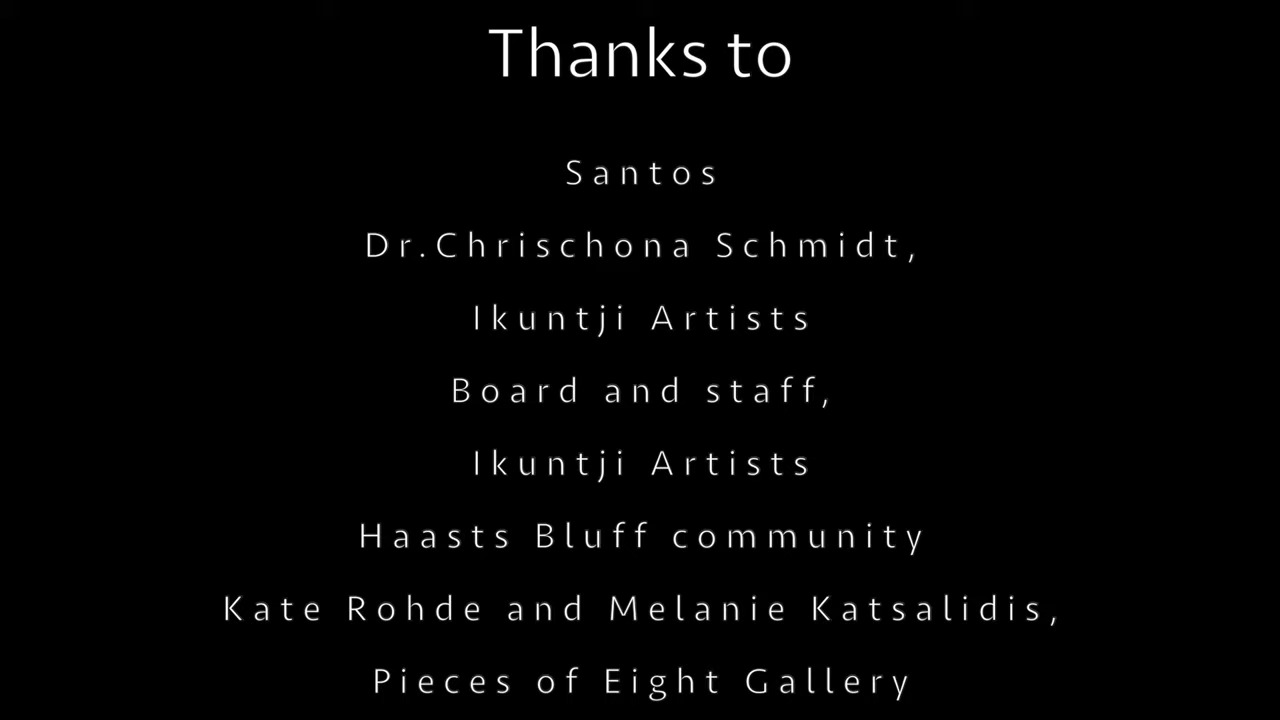 Thanks to
Santos
Dr.Chrischona Schmidt,
Ikuntji Artists
Board and staff,
Ikuntji Artists
Haasts Bluff community
Kate Rohde and Melanie Katsalidis,
Pieces of Eight Gallery